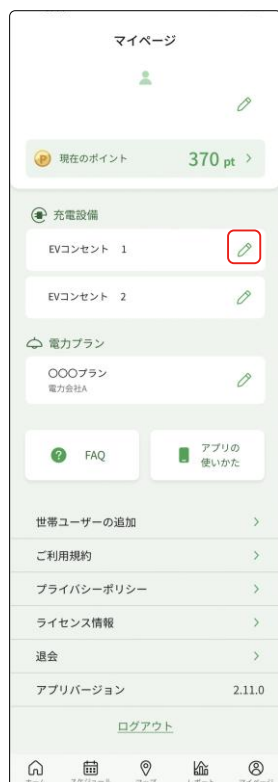 マイページ
P 現在のポイント 370 pt
充電設備
EVコンセント 1
EVコンセント 2
電力プラン
〇〇〇プラン
電力会社A
? FAQ
アプリの
使いかた
世帯ユーザーの追加
ご利用規約
プライバシーポリシー
ライセンス情報
退会
アプリバージョン 2.11.0
ログアウト